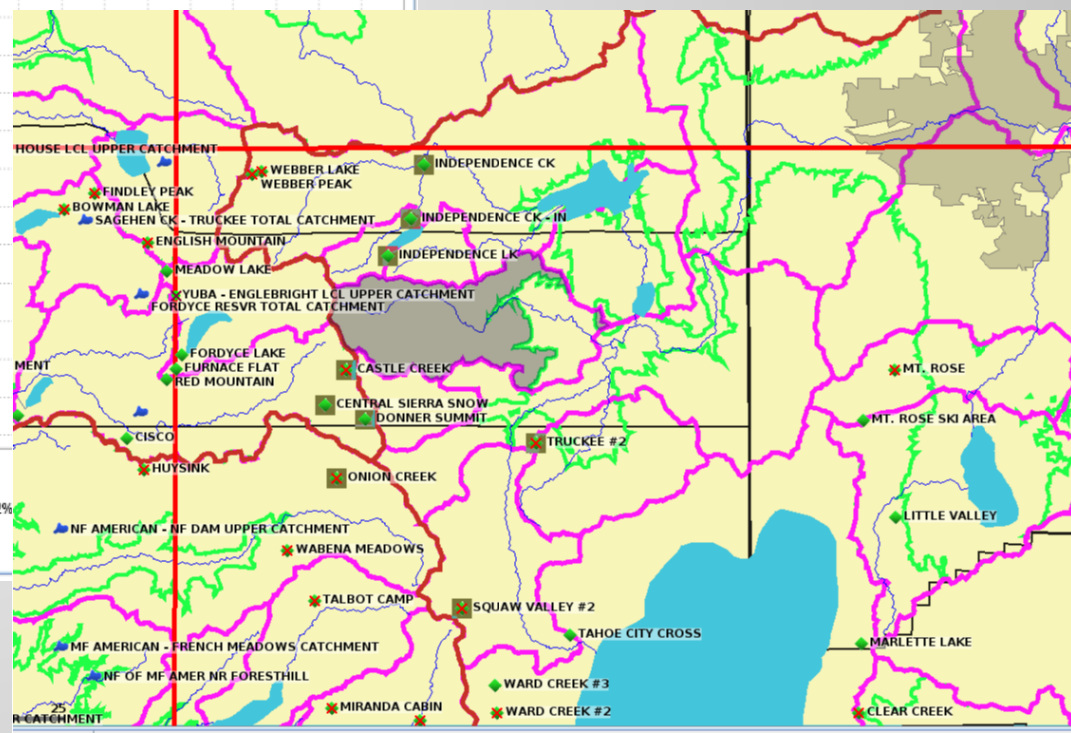 HOUSE LCL UPPER CATCHMENT
INDEPENDENCE CK
WEBBER LAKE
WEBBER PEAK
FINDLEY PEAK
BOWMAN LAKE
SAGEHEN CK - TRUCKEE TOTAL CATCHMENT
INDEPENDENCE CK - IN
ENGLISH MOUNTAIN
INDEPENDENCE LK
MEADOW LAKE
YUBA - ENGLEBRIGHT LCL UPPER CATCHMENT
FORDYCE RESVR TOTAL CATCHMENT
FORDYCE LAKE
MENT
FURNACE FLAT
CASTLE CREEK
MT. ROSE
RED MOUNTAIN
CENTRAL SIERRA SNOW
DONNER SUMMIT
MT. ROSE SKI AREA
CISCO
TRUCKEE #2
HUYSINK
ONION CREEK
%
LITTLE VALLEY
NF AMERICAN - NF DAM UPPER CATCHMENT
WABENA MEADOWS
TALBOT CAMP
SQUAW VALLEY #2
TAHOE CITY CROSS
MARLETTE LAKE
MF AMERICAN - FRENCH MEADOWS CATCHMENT
NF OF MF AMER NR FORESTHILL
WARD CREEK #3
25
MIRANDA CABIN
WARD CREEK #2
CLEAR CREEK
R CATCHMENT